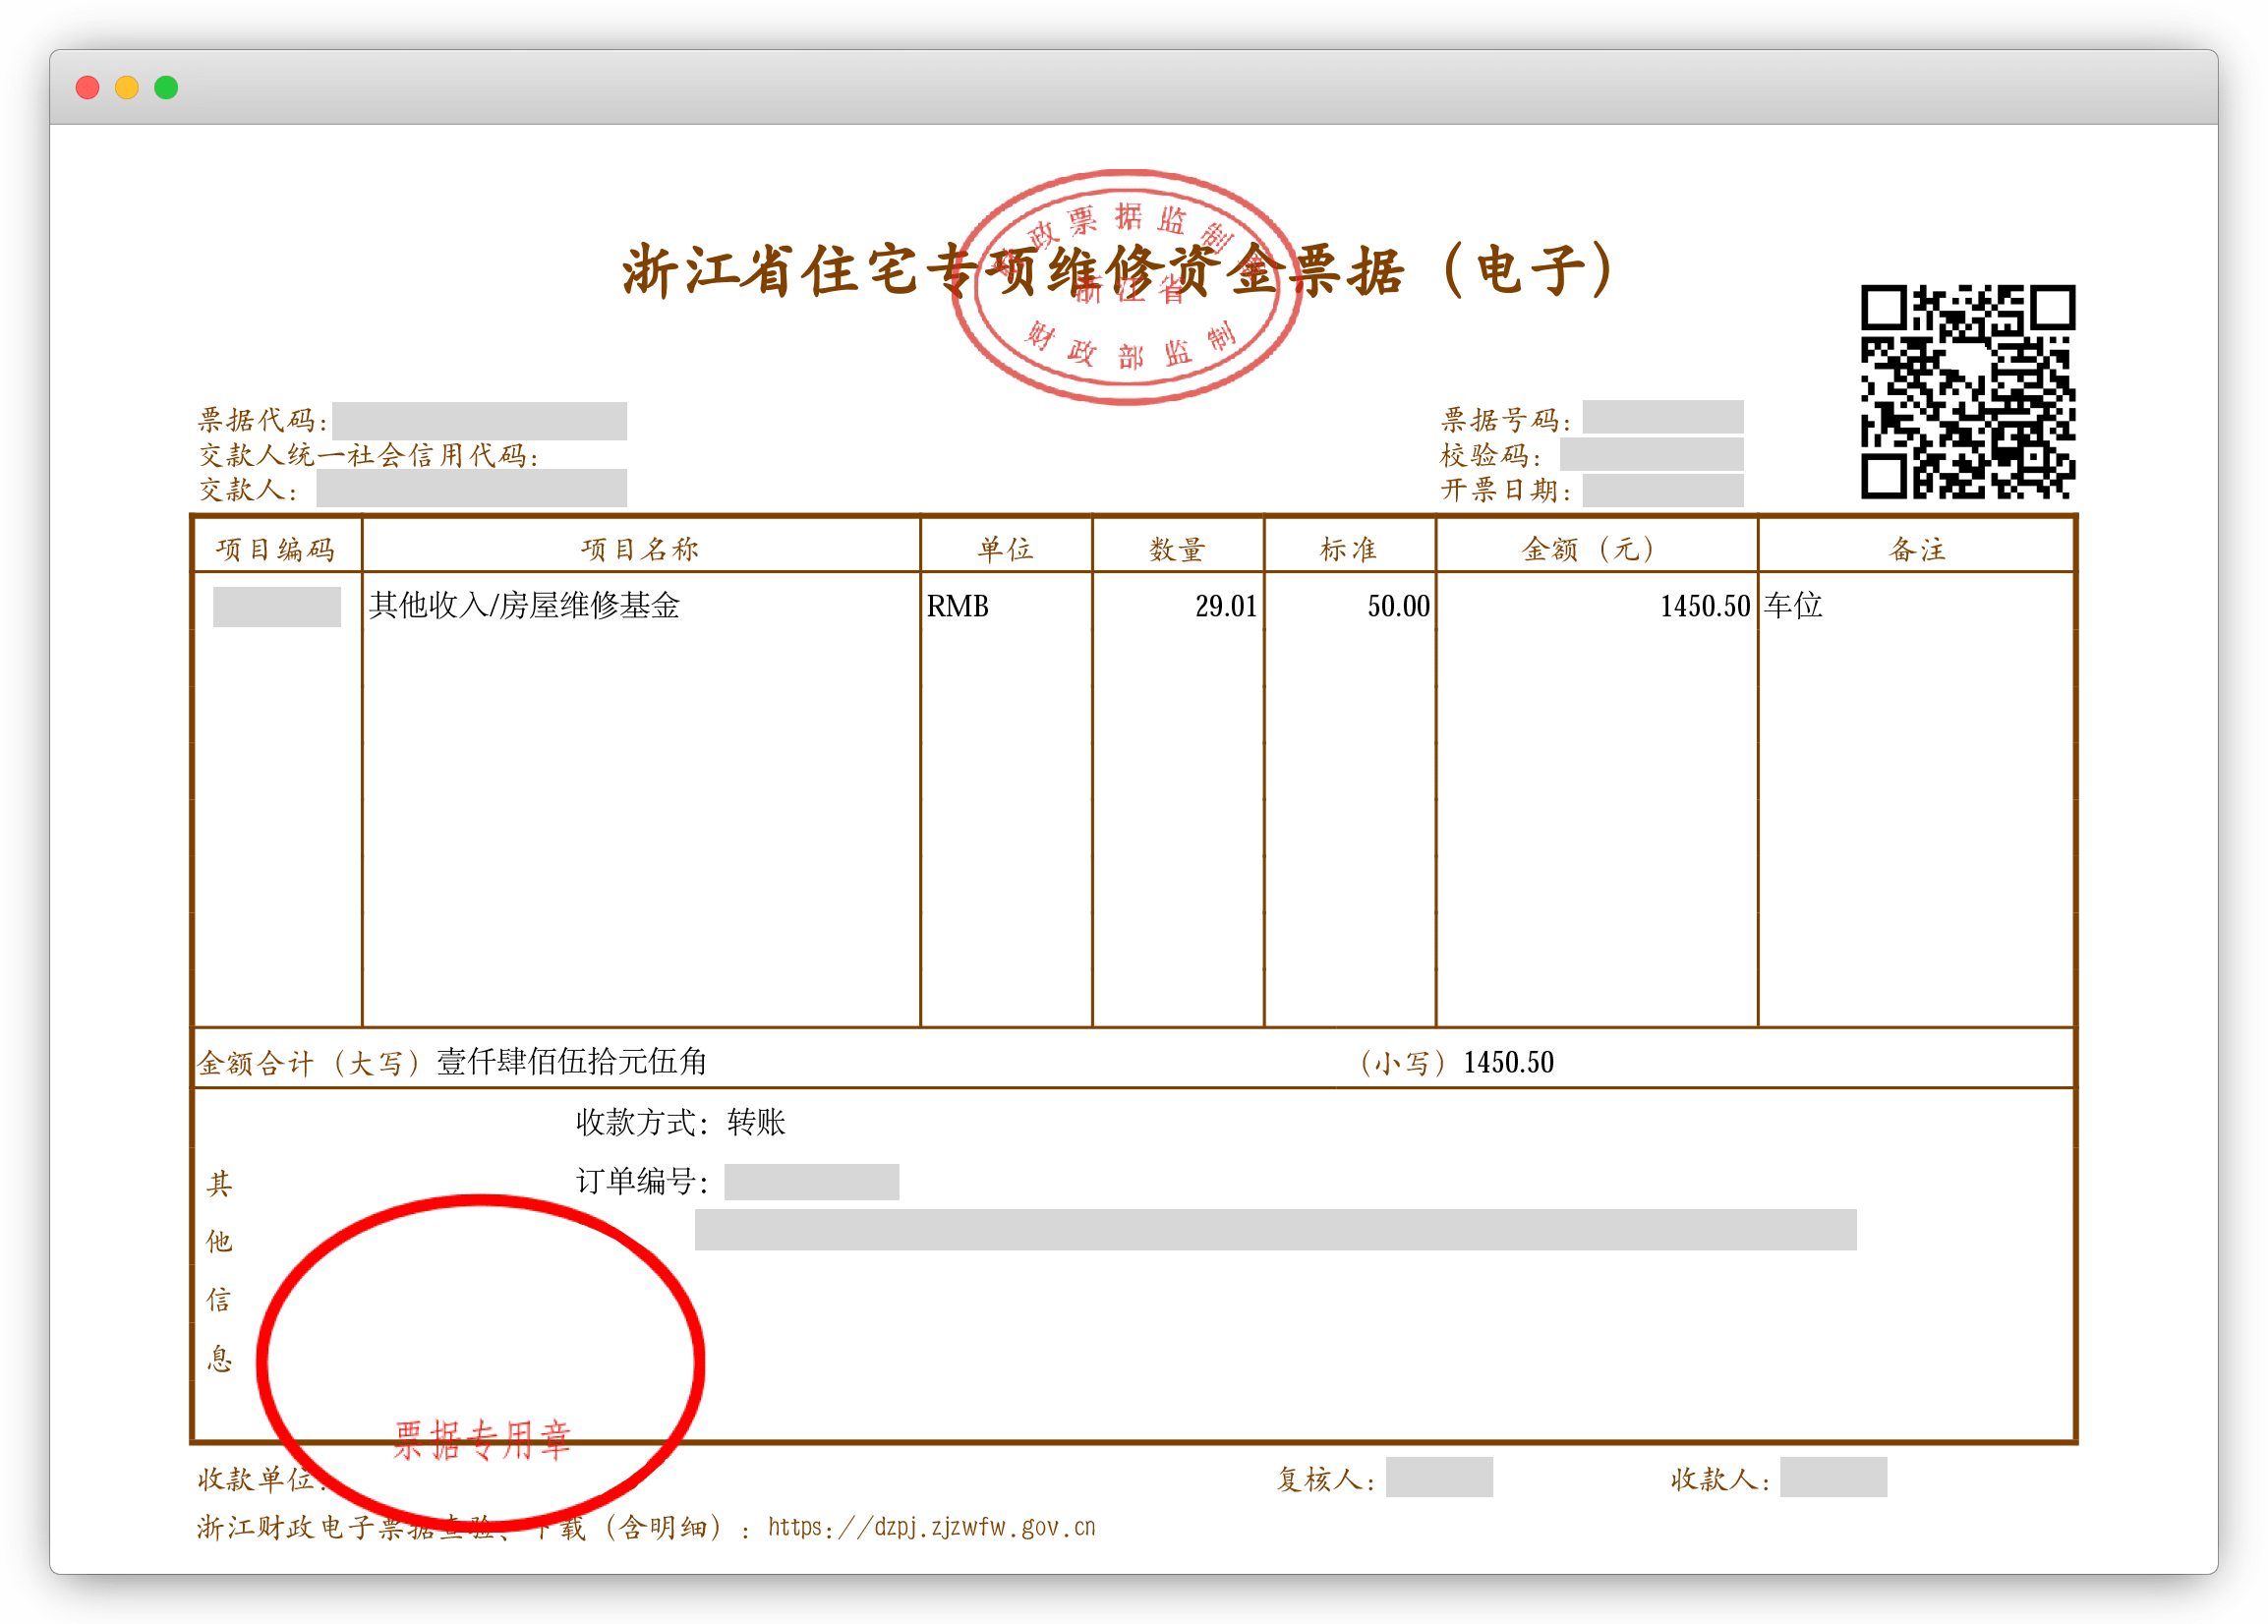 财政票据监制章
浙江省住宅专项维修资金票据（电子）
浙江省
财政部监制
票据代码：
票据号码：
交款人统一社会信用代码：
校验码：
交款人：
开票日期：
项目编码 项目名称 单位 数量 标准 金额（元） 备注
其他收入/房屋维修基金 RMB 29.01 50.00 1450.50 车位
金额合计（大写）壹仟肆佰伍拾元伍角 （小写）1450.50
收款方式：转账
订单编号：
其他信息
票据专用章
收款单位：
复核人：
收款人：
浙江财政电子票据查验、下载（含明细）：https://dzpj.zjzwfw.gov.cn